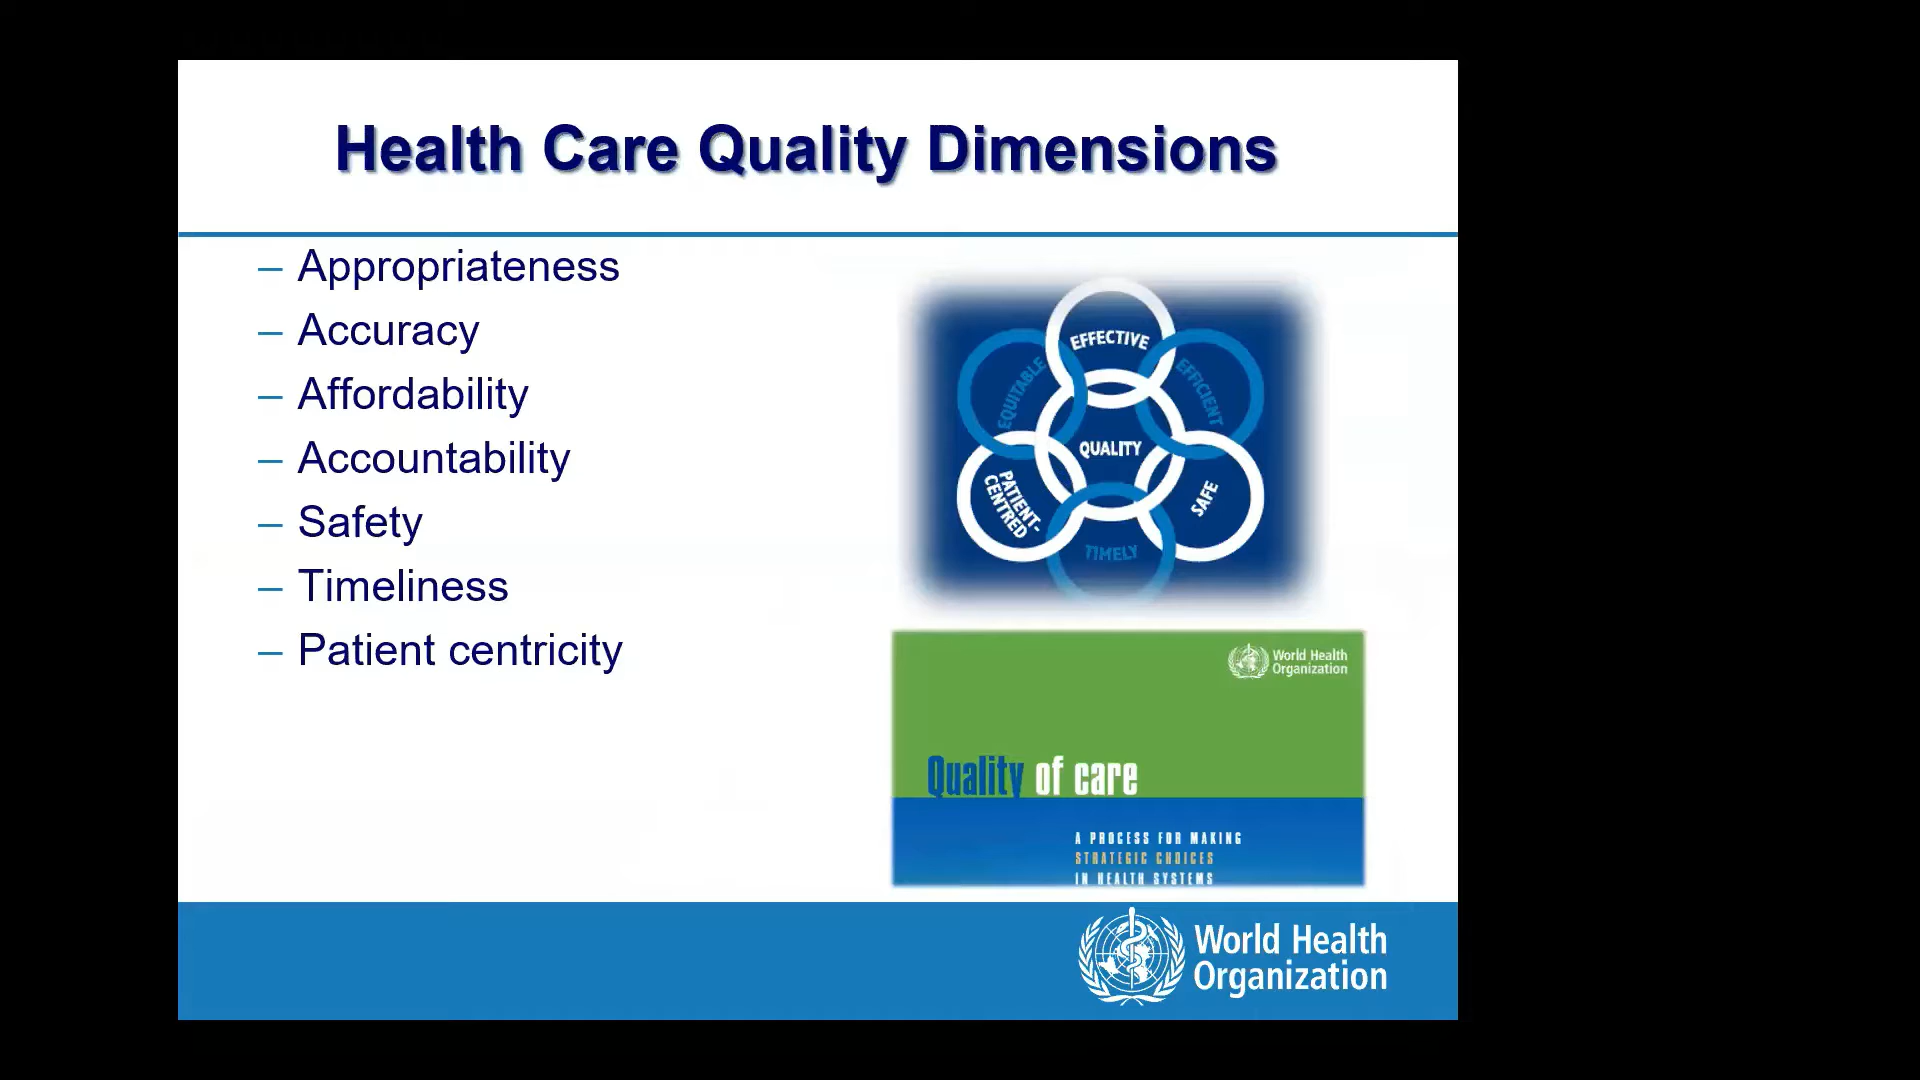 Health Care Quality Dimensions
– Appropriateness
– Accuracy
– Affordability
– Accountability
– Safety
– Timeliness
– Patient centricity
EFFECTIVE
EQUITABLE
EFFICIENT
QUALITY
PATIENT-
CENTRED
SAFE
TIMELY
World Health
Organization
Quality of care
A PROCESS FOR MAKING
STRATEGIC CHOICES
IN HEALTH SYSTEMS
World Health
Organization